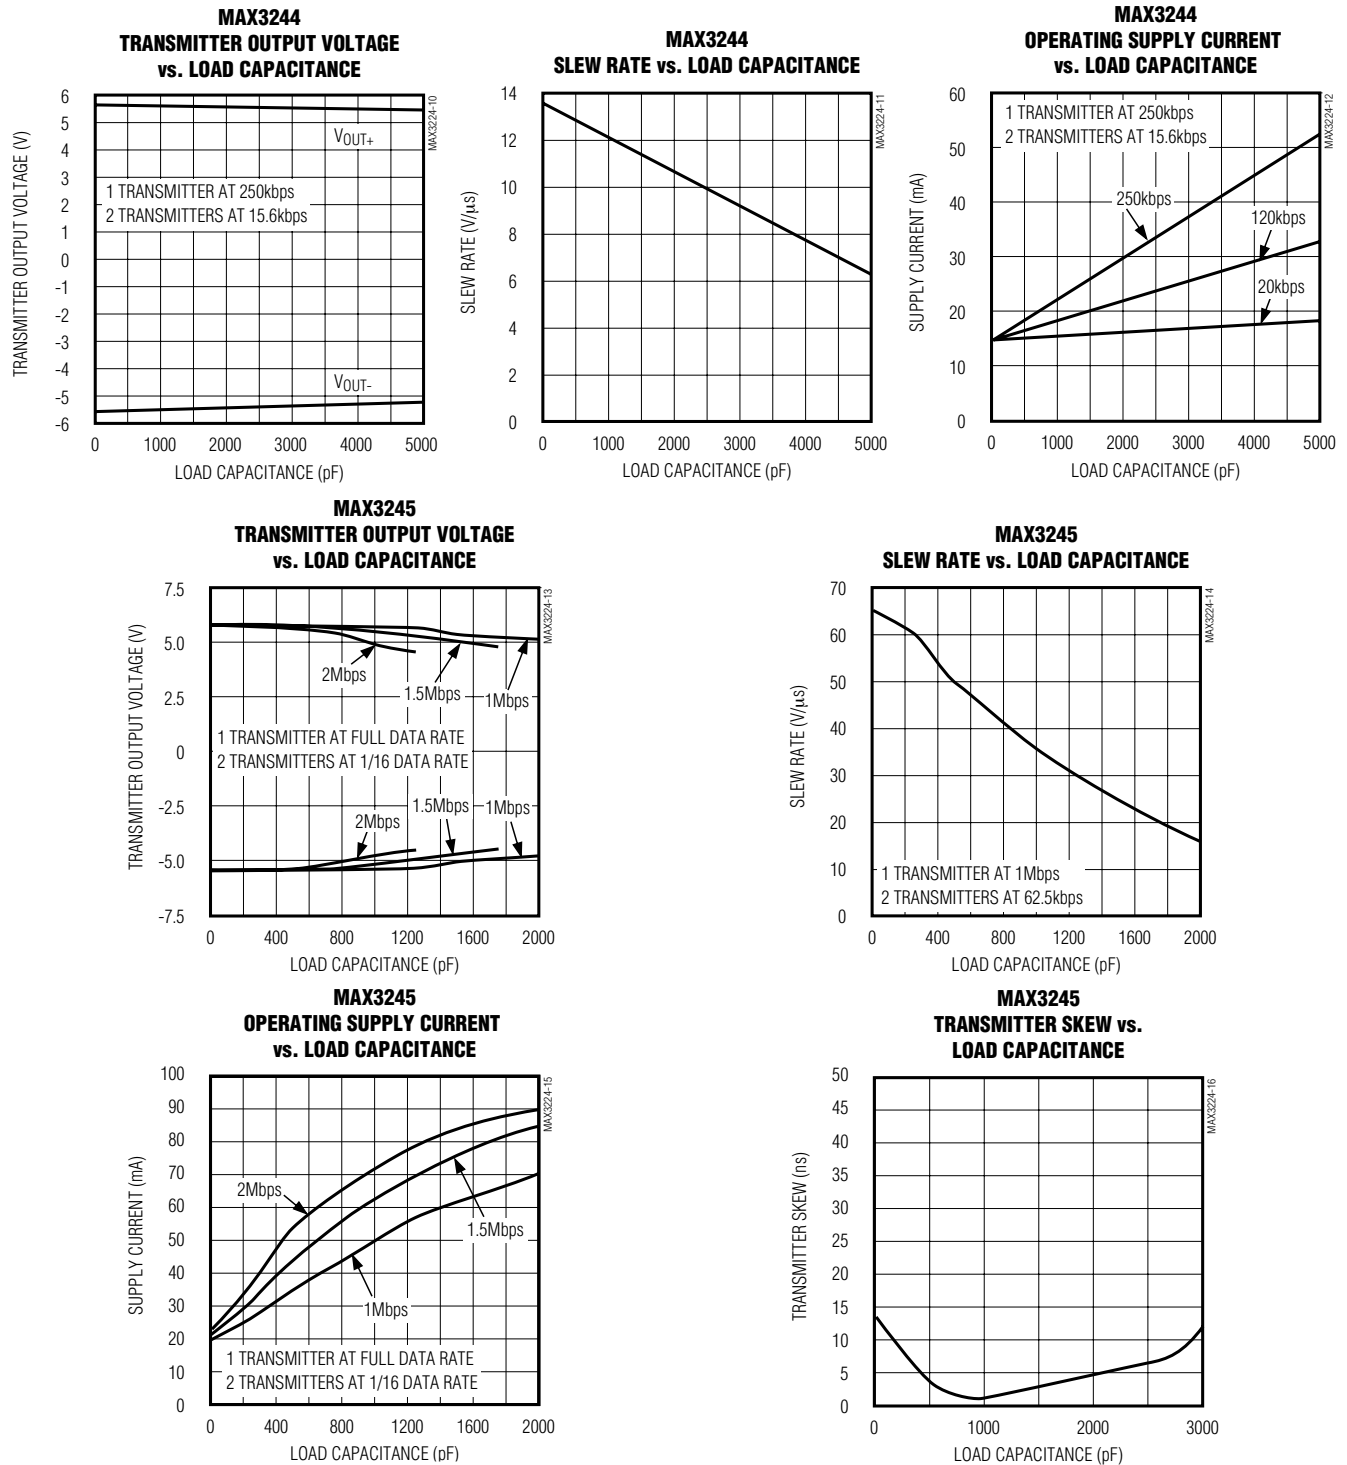 MAX3244
TRANSMITTER OUTPUT VOLTAGE
vs. LOAD CAPACITANCE
TRANSMITTER OUTPUT VOLTAGE (V)
6
5
4
3
2
1
0
-1
-2
-3
-4
-5
-6
MAX3224-10
VOUT+
1 TRANSMITTER AT 250kbps
2 TRANSMITTERS AT 15.6kbps
VOUT-
0 1000 2000 3000 4000 5000
LOAD CAPACITANCE (pF)
MAX3244
SLEW RATE vs. LOAD CAPACITANCE
SLEW RATE (V/μs)
14
12
10
8
6
4
2
0
MAX3224-11
0 1000 2000 3000 4000 5000
LOAD CAPACITANCE (pF)
MAX3244
OPERATING SUPPLY CURRENT
vs. LOAD CAPACITANCE
SUPPLY CURRENT (mA)
60
50
40
30
20
10
0
MAX3224-12
1 TRANSMITTER AT 250kbps
2 TRANSMITTERS AT 15.6kbps
250kbps
120kbps
20kbps
0 1000 2000 3000 4000 5000
LOAD CAPACITANCE (pF)
MAX3245
TRANSMITTER OUTPUT VOLTAGE
vs. LOAD CAPACITANCE
TRANSMITTER OUTPUT VOLTAGE (V)
7.5
5.0
2.5
0
-2.5
-5.0
-7.5
MAX3224-13
2Mbps
1.5Mbps
1Mbps
1 TRANSMITTER AT FULL DATA RATE
2 TRANSMITTERS AT 1/16 DATA RATE
2Mbps
1.5Mbps
1Mbps
0 400 800 1200 1600 2000
LOAD CAPACITANCE (pF)
MAX3245
SLEW RATE vs. LOAD CAPACITANCE
SLEW RATE (V/μs)
70
60
50
40
30
20
10
0
MAX3224-14
1 TRANSMITTER AT 1Mbps
2 TRANSMITTERS AT 62.5kbps
0 400 800 1200 1600 2000
LOAD CAPACITANCE (pF)
MAX3245
OPERATING SUPPLY CURRENT
vs. LOAD CAPACITANCE
SUPPLY CURRENT (mA)
100
90
80
70
60
50
40
30
20
10
0
MAX3224-15
2Mbps
1.5Mbps
1Mbps
1 TRANSMITTER AT FULL DATA RATE
2 TRANSMITTERS AT 1/16 DATA RATE
0 400 800 1200 1600 2000
LOAD CAPACITANCE (pF)
MAX3245
TRANSMITTER SKEW vs.
LOAD CAPACITANCE
TRANSMITTER SKEW (ns)
50
45
40
35
30
25
20
15
10
5
0
MAX3224-16
0 1000 2000 3000
LOAD CAPACITANCE (pF)